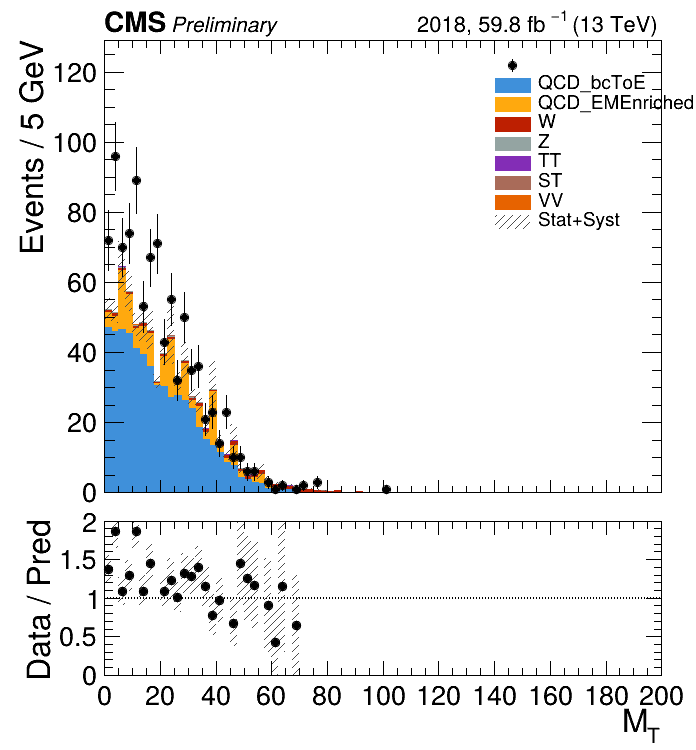 CMS Preliminary 2018, 59.8 fb⁻¹ (13 TeV)
Events / 5 GeV
120
100
80
60
40
20
0
QCD_bcToE
QCD_EMEnriched
W
Z
TT
ST
VV
Stat+Syst
Data / Pred
2
1.5
1
0.5
0
0 20 40 60 80 100 120 140 160 180 200
M_T